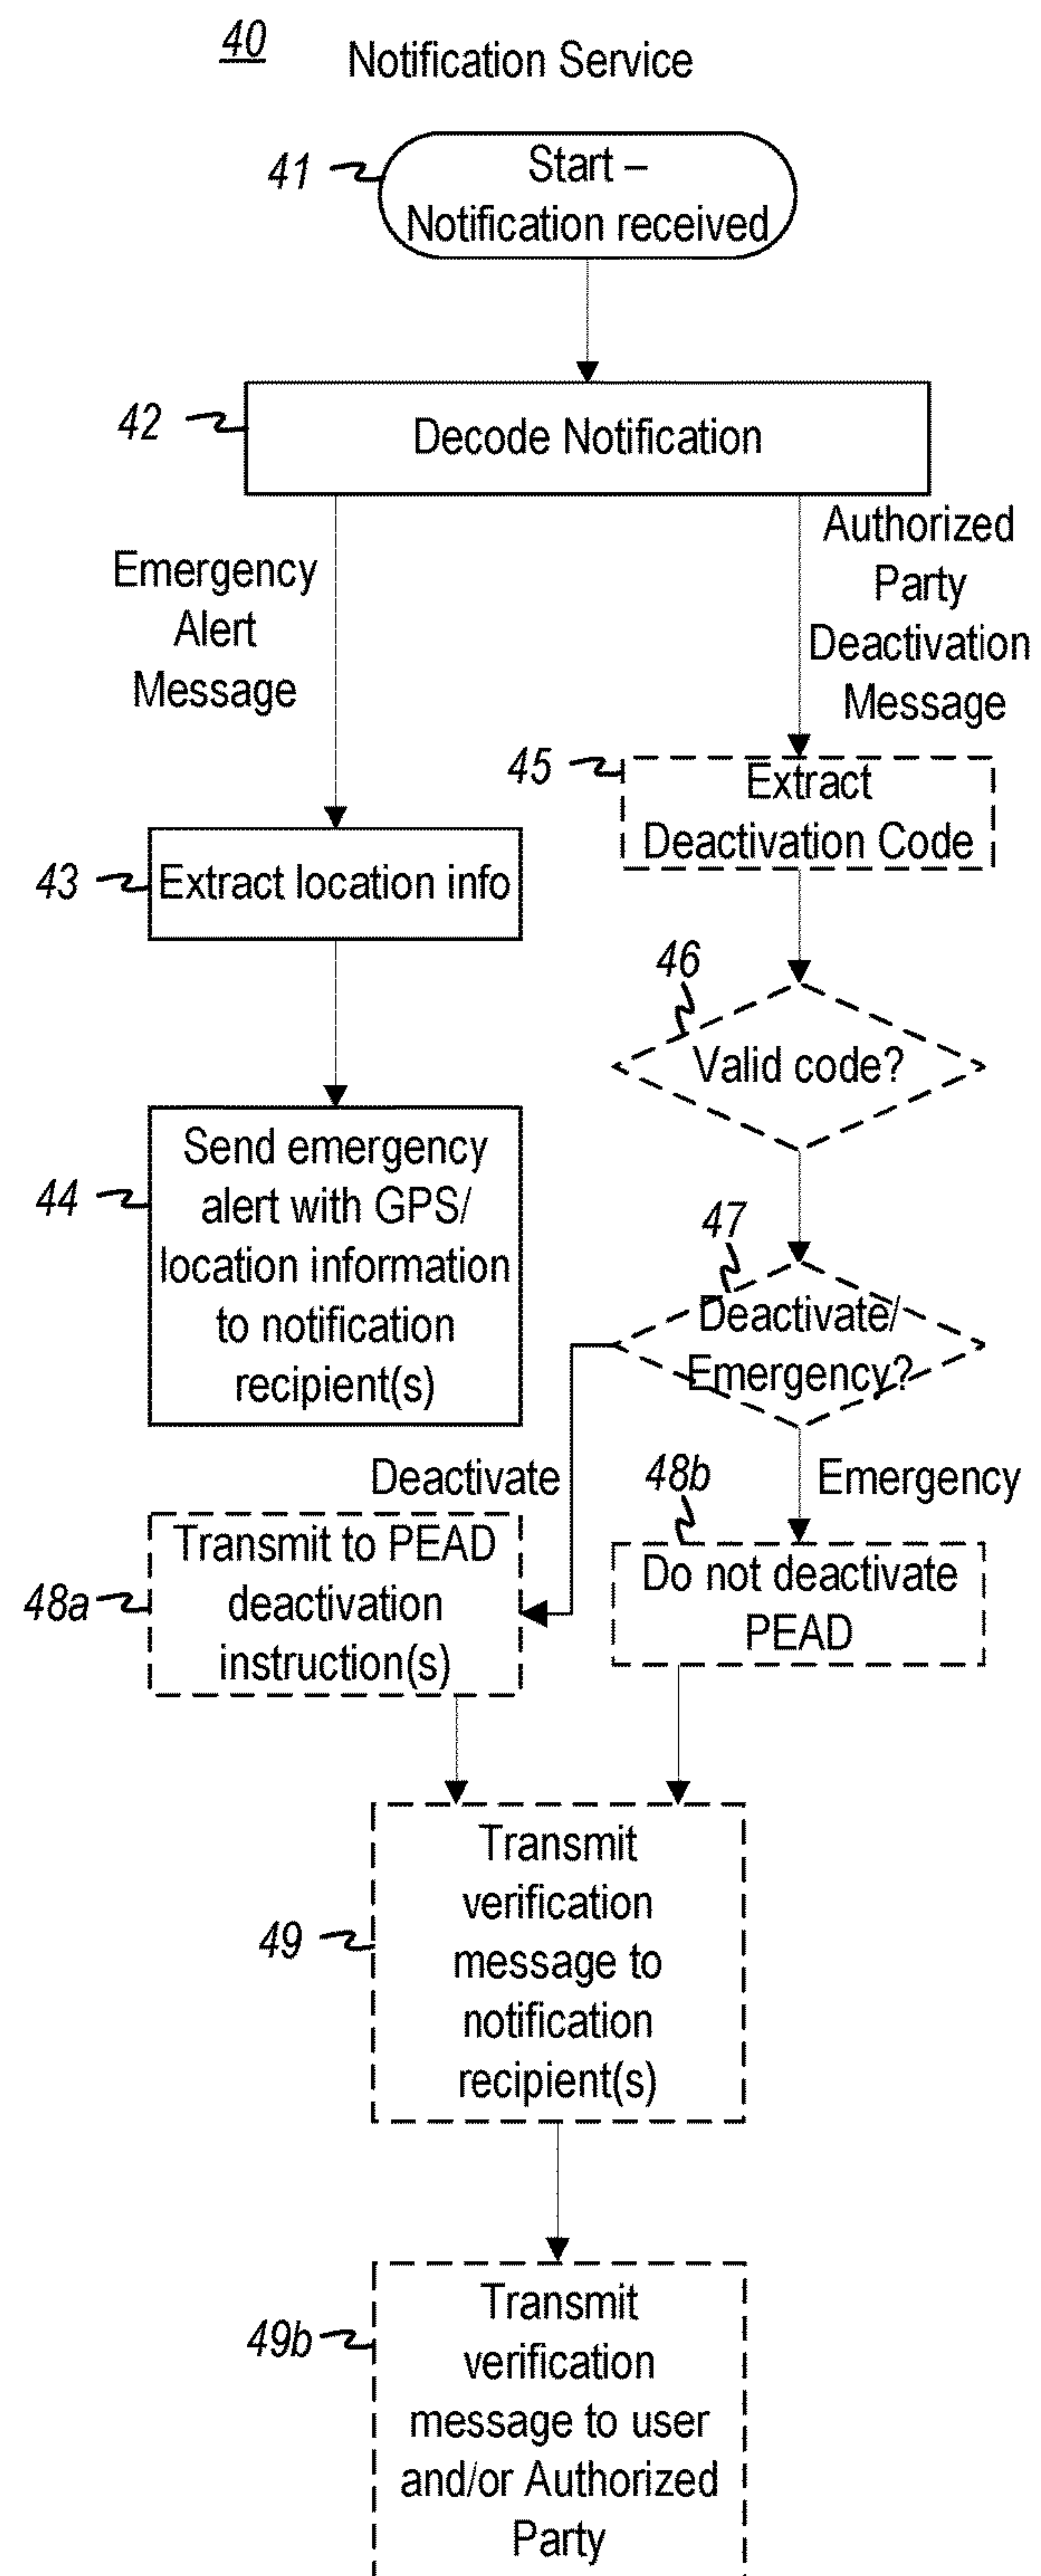 40
Notification Service
41
Start –
Notification received
42
Decode Notification
Emergency
Alert
Message
Authorized
Party
Deactivation
Message
43
Extract location info
45
Extract
Deactivation Code
46
Valid code?
44
Send emergency
alert with GPS/
location information
to notification
recipient(s)
47
Deactivate/
Emergency?
Deactivate
Emergency
48a
Transmit to PEAD
deactivation
instruction(s)
48b
Do not deactivate
PEAD
49
Transmit
verification
message to
notification
recipient(s)
49b
Transmit
verification
message to user
and/or Authorized
Party